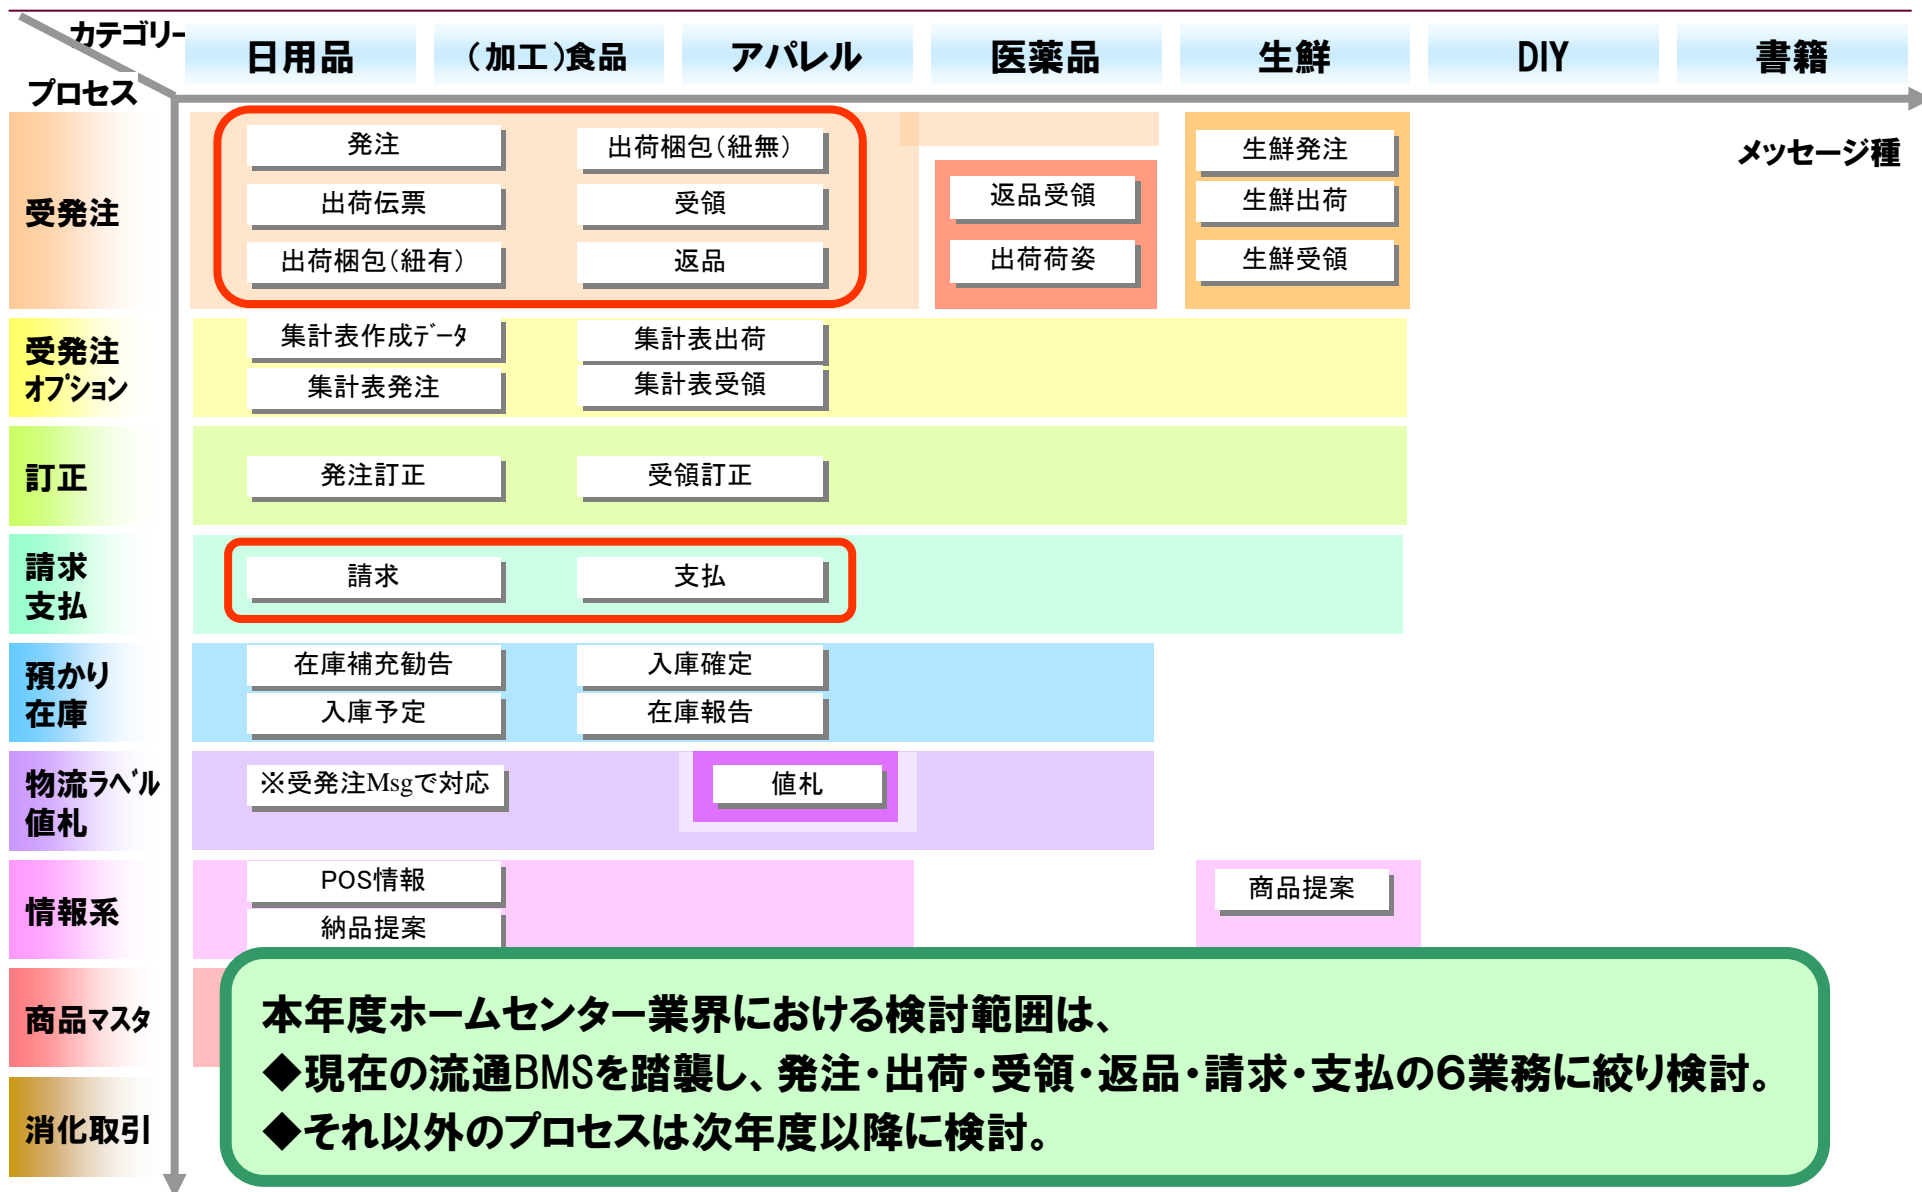 カテゴリー
プロセス
日用品
（加工）食品
アパレル
医薬品
生鮮
DIY
書籍
メッセージ種
受発注
発注
出荷梱包（紐無）
出荷伝票
受領
出荷梱包（紐有）
返品
返品受領
出荷荷姿
生鮮発注
生鮮出荷
生鮮受領
受発注
オプション
集計表作成ﾃﾞｰﾀ
集計表出荷
集計表発注
集計表受領
訂正
発注訂正
受領訂正
請求
支払
請求
支払
預かり
在庫
在庫補充勧告
入庫確定
入庫予定
在庫報告
物流ラベル
値札
※受発注Msgで対応
値札
情報系
POS情報
納品提案
商品提案
商品マスタ
消化取引
本年度ホームセンター業界における検討範囲は、
◆現在の流通BMSを踏襲し、発注・出荷・受領・返品・請求・支払の６業務に絞り検討。
◆それ以外のプロセスは次年度以降に検討。